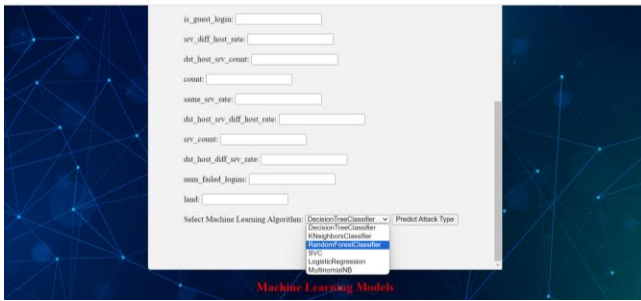 is_guest_login:
srv_diff_host_rate:
dst_host_srv_count:
count:
same_srv_rate:
dst_host_srv_diff_host_rate:
srv_count:
dst_host_diff_srv_rate:
num_failed_logins:
land:
Select Machine Learning Algorithm: DecisionTreeClassifier Predict Attack Type
DecisionTreeClassifier
KNeighborsClassifier
RandomForestClassifier
SVC
LogisticRegression
MultinomialNB
Machine Learning Models